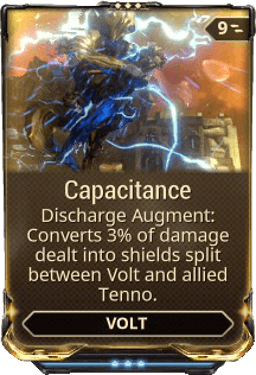 9
Capacitance
Discharge Augment:
Converts 3% of damage
dealt into shields split
between Volt and allied
Tenno.
VOLT